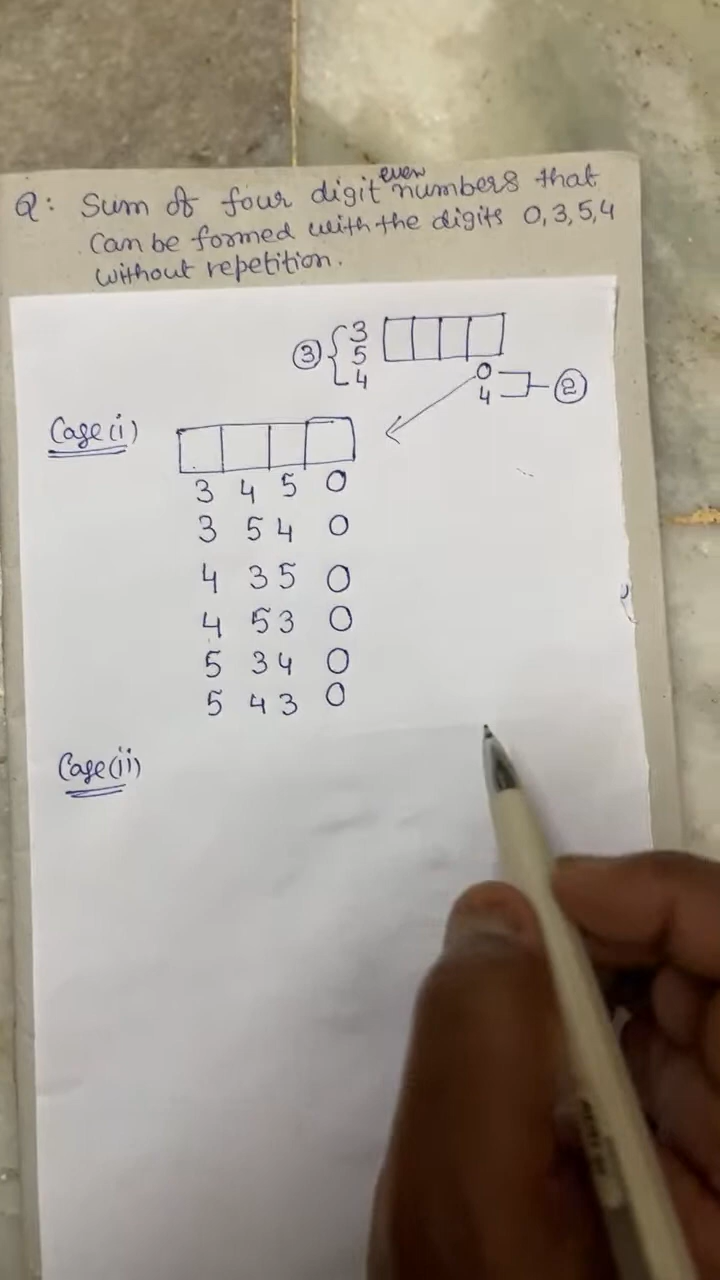 Q: Sum of four digit even numbers that
can be formed with the digits 0,3,5,4
without repetition.
③ { 3
5
4
0
4 ②
Case(i)
3 4 5 0
3 5 4 0
4 3 5 0
4 5 3 0
5 3 4 0
5 4 3 0
Case(ii)